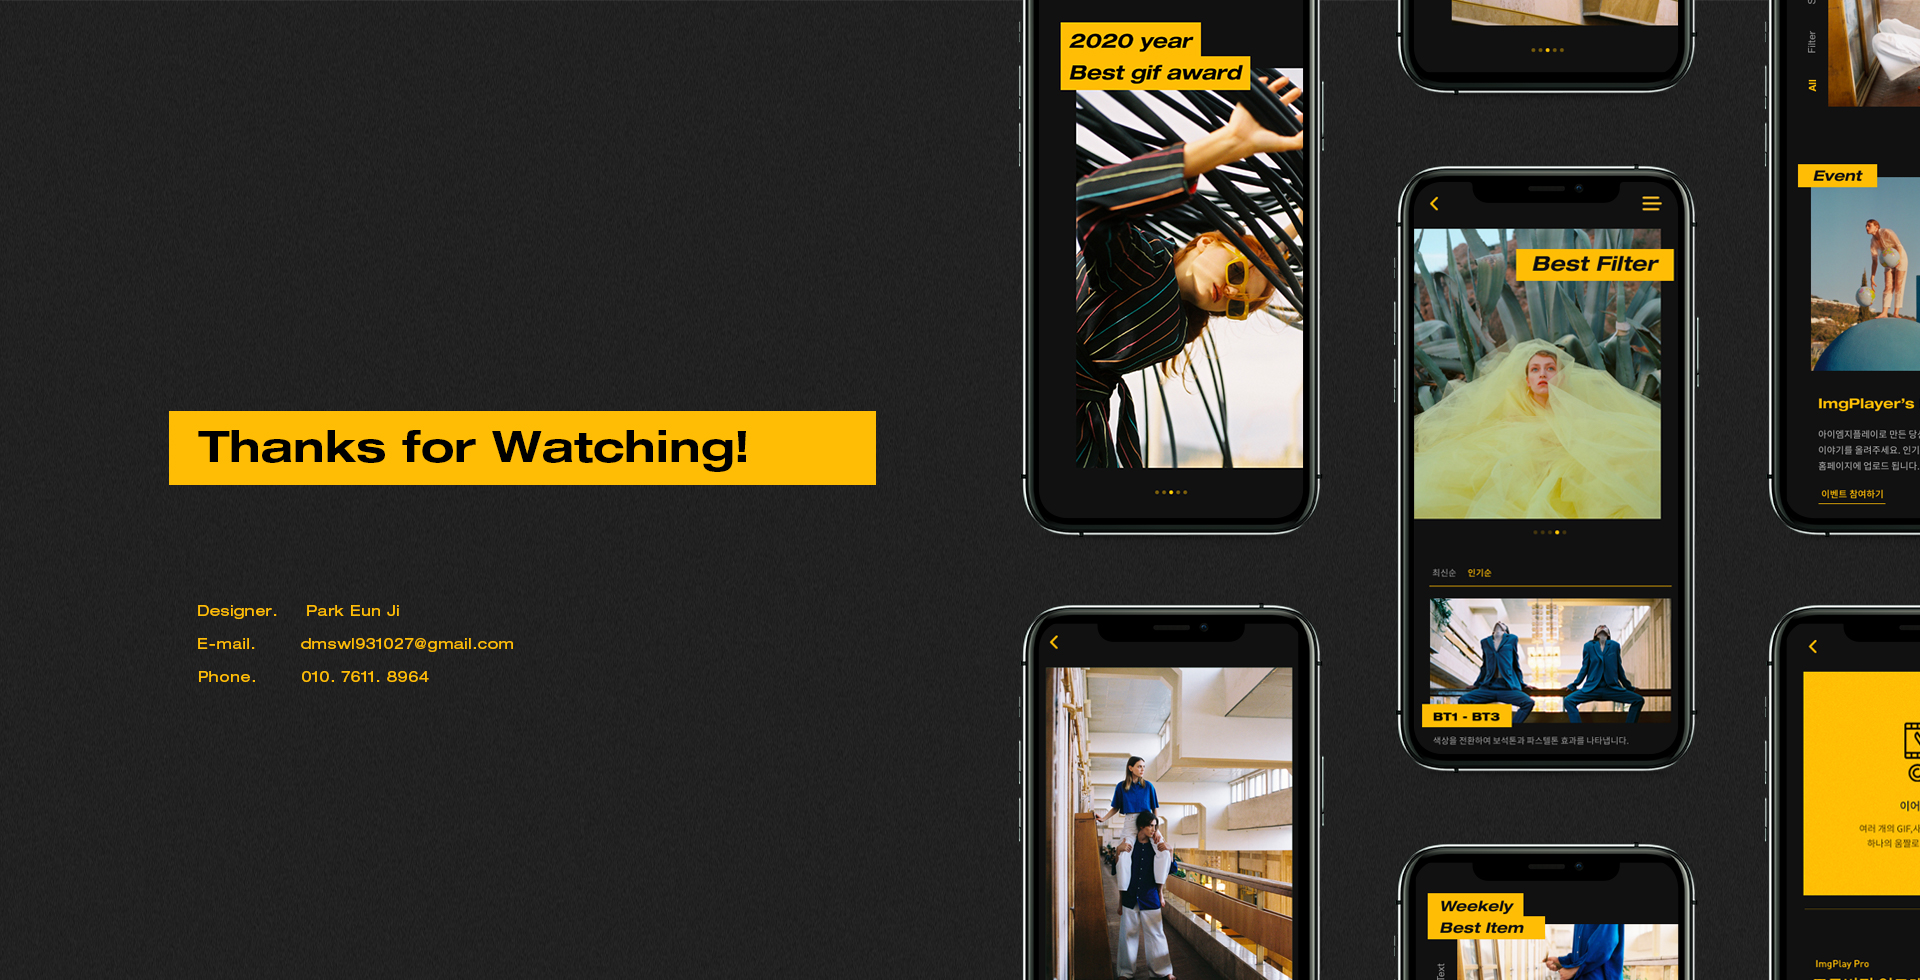 Thanks for Watching!
Designer. Park Eun Ji
E-mail. dmswl931027@gmail.com
Phone. 010. 7611. 8964
2020 year
Best gif award
Best Filter
최신순 인기순
BT1 - BT3
색상을 전환하여 보석톤과 파스텔톤 효과를 나타냅니다.
Weekely
Best Item
Text
Filter
All
Event
ImgPlayer's
아이엠지플레이로 만든 당신
이야기를 올려주세요. 인기
홈페이지에 업로드 됩니다.
이벤트 참여하기
이어
여러 개의 GIF,사
하나의 움짤로
ImgPlay Pro